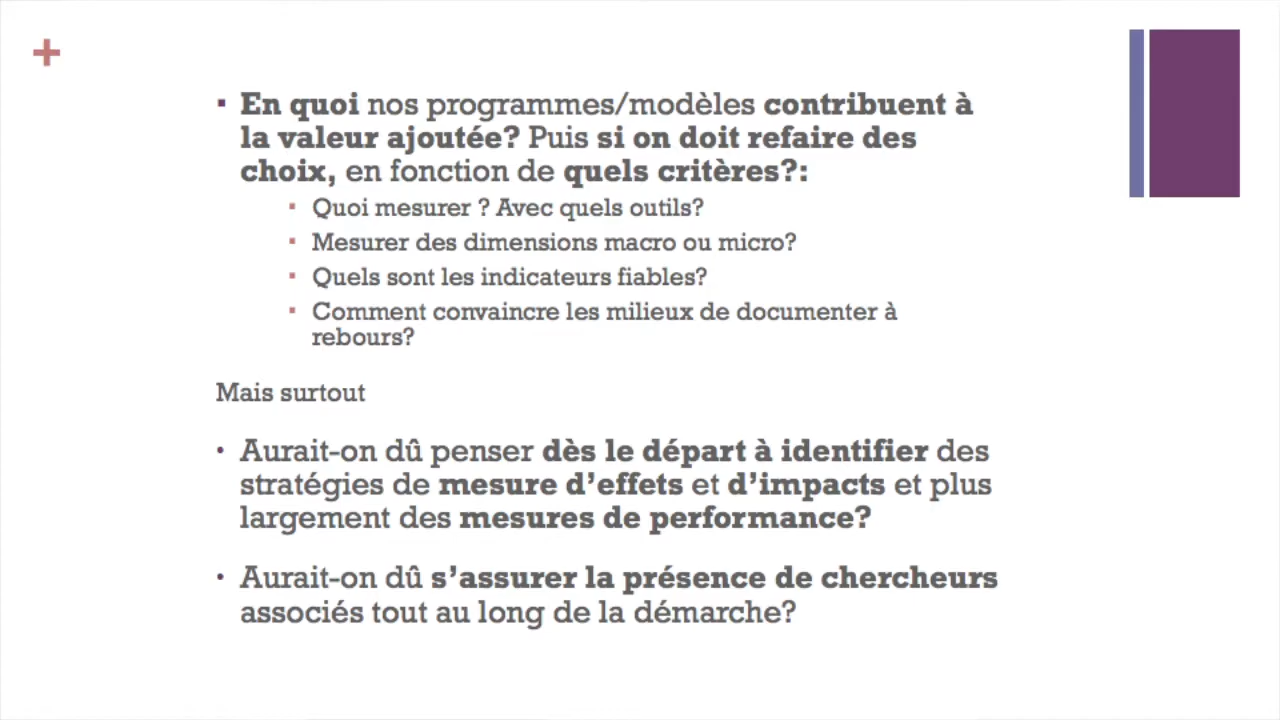 En quoi nos programmes/modèles contribuent à
la valeur ajoutée? Puis si on doit refaire des
choix, en fonction de quels critères?:
Quoi mesurer ? Avec quels outils?
Mesurer des dimensions macro ou micro?
Quels sont les indicateurs fiables?
Comment convaincre les milieux de documenter à
rebours?
Mais surtout
Aurait-on dû penser dès le départ à identifier des
stratégies de mesure d’effets et d’impacts et plus
largement des mesures de performance?
Aurait-on dû s’assurer la présence de chercheurs
associés tout au long de la démarche?